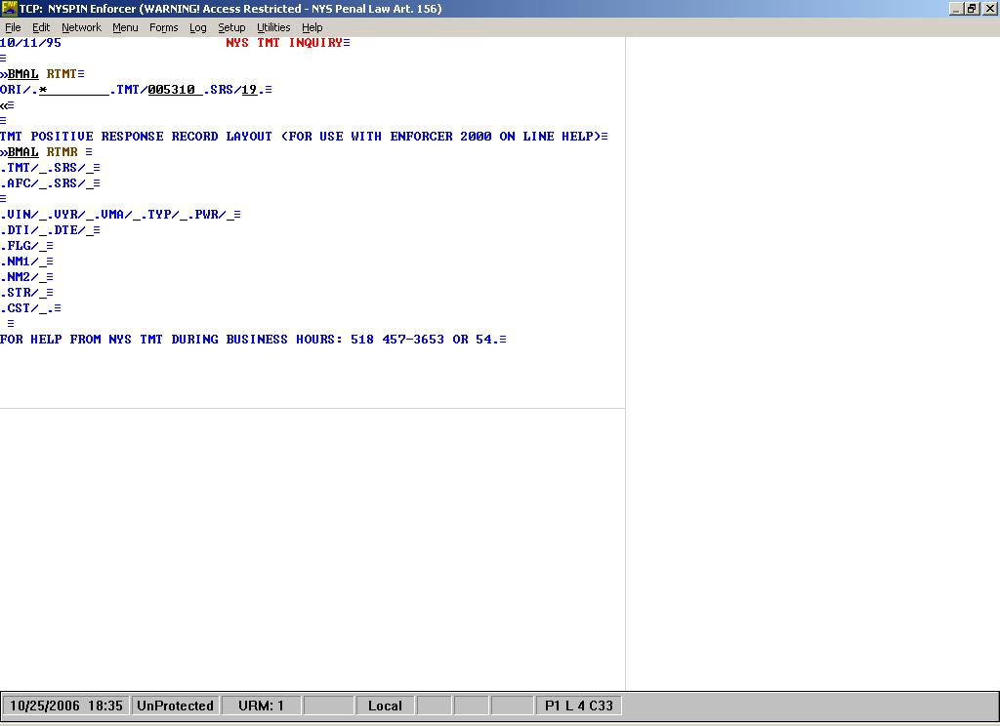 TCP: NYSPIN Enforcer (WARNING! Access Restricted - NYS Penal Law Art. 156)
File Edit Network Menu Forms Log Setup Utilities Help
10/11/95 NYS TMT INQUIRY≡
≡
»BMAL RTMT≡
ORI/.*_________.TMT/005310_.SRS/19.≡
«≡
≡
TMT POSITIVE RESPONSE RECORD LAYOUT (FOR USE WITH ENFORCER 2000 ON LINE HELP)≡
»BMAL RTMR ≡
.TMT/_.SRS/_≡
.AFC/_.SRS/_≡
≡
.VIN/_.VYR/_.VMA/_.TYP/_.PWR/_≡
.DTI/_.DTE/_≡
.FLG/_≡
.NM1/_≡
.NM2/_≡
.STR/_≡
.CST/_.≡
≡
FOR HELP FROM NYS TMT DURING BUSINESS HOURS: 518 457-3653 OR 54.≡
10/25/2006 18:35 UnProtected URM: 1 Local P1 L 4 C33